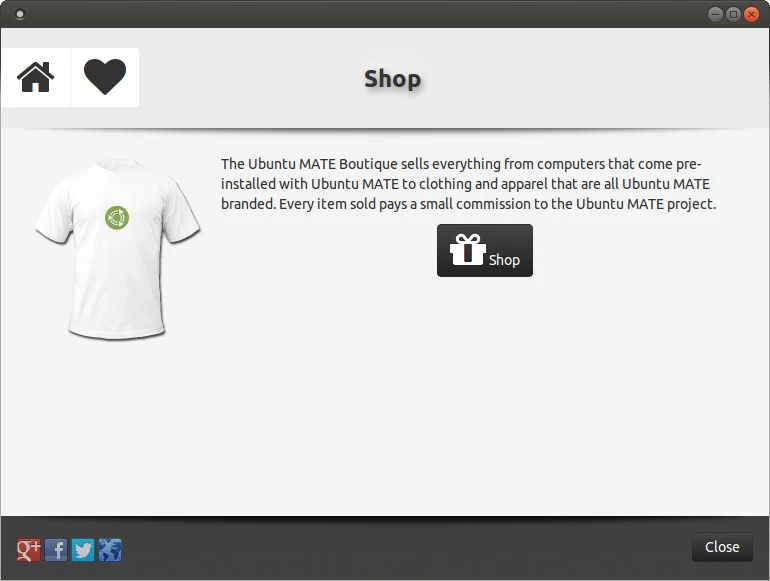 Shop
The Ubuntu MATE Boutique sells everything from computers that come pre-
installed with Ubuntu MATE to clothing and apparel that are all Ubuntu MATE
branded. Every item sold pays a small commission to the Ubuntu MATE project.
Shop
Close